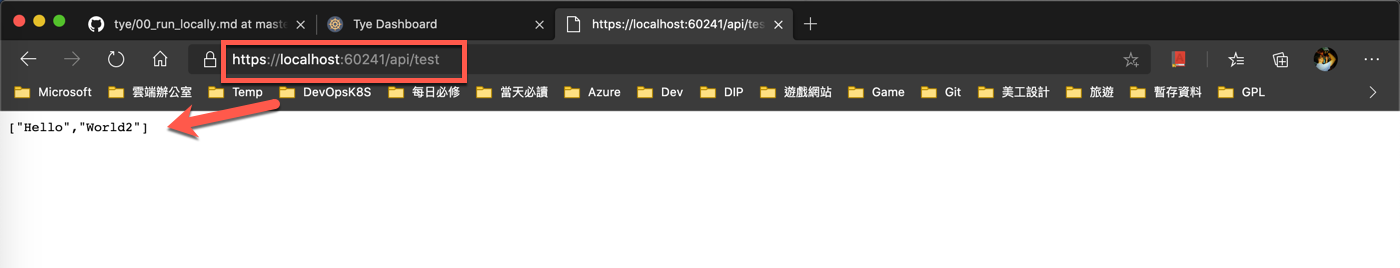 tye/00_run_locally.md at maste
Tye Dashboard
https://localhost:60241/api/tes
https://localhost:60241/api/test
Microsoft 雲端辦公室 Temp DevOpsK8S 每日必修 當天必讀 Azure Dev DIP 遊戲網站 Game Git 美工設計 旅遊 暫存資料 GPL
["Hello","World2"]